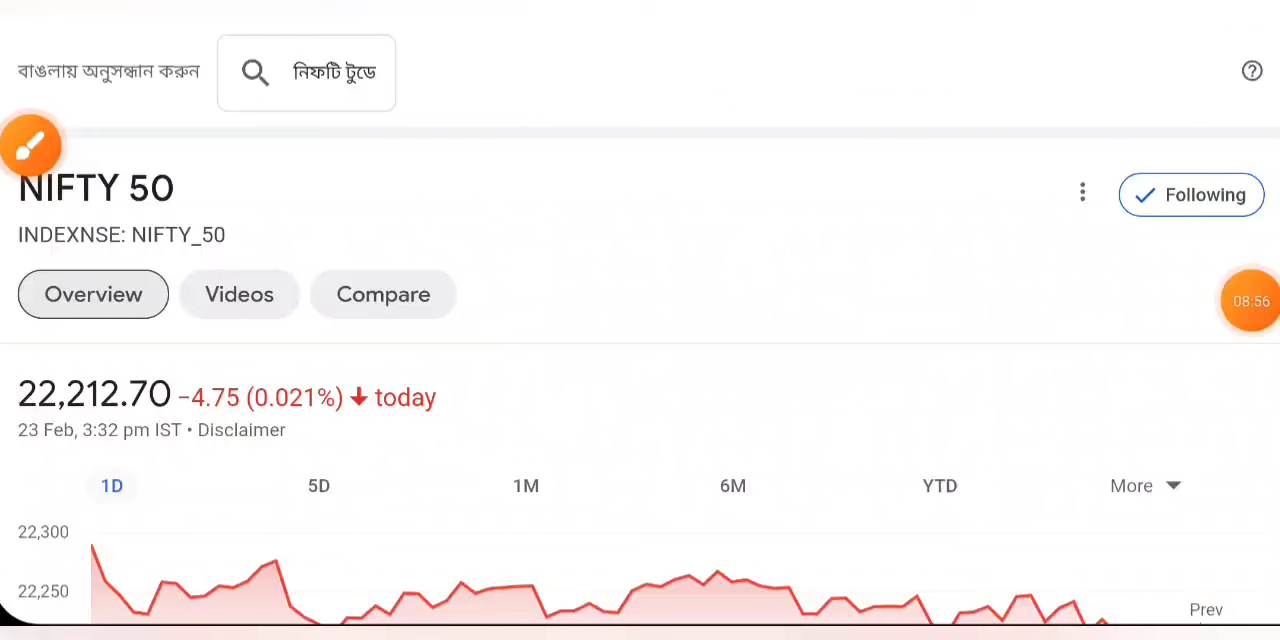 বাঙলায় অনুসন্ধান করুন
নিফটি টুডে
NIFTY 50
Following
INDEXNSE: NIFTY_50
Overview Videos Compare
08:56
22,212.70 −4.75 (0.021%) ↓ today
23 Feb, 3:32 pm IST • Disclaimer
1D 5D 1M 6M YTD More
22,300
22,250
Prev